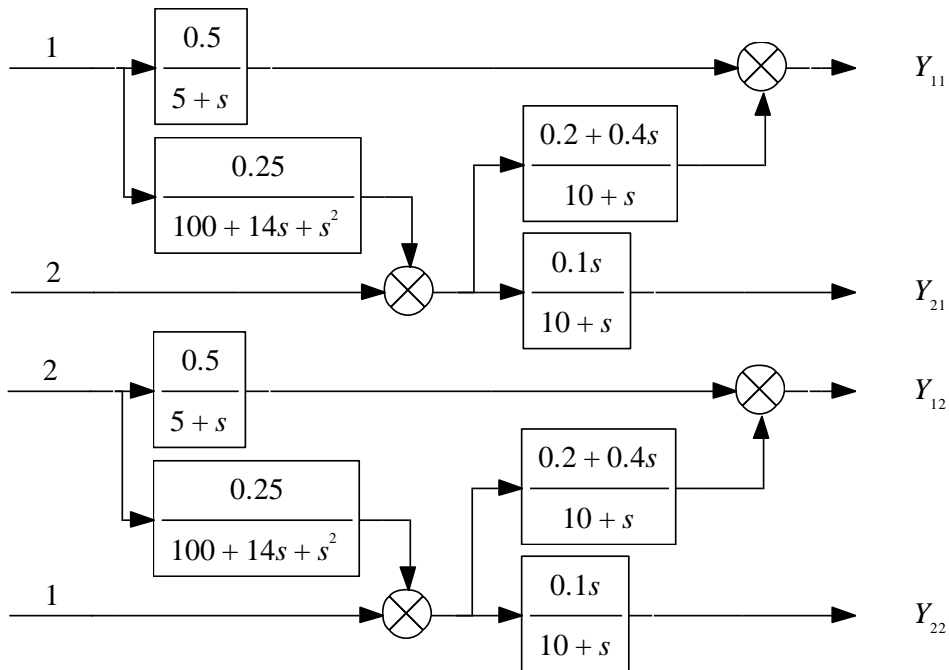 1
0.5
5 + s
Y₁₁
0.2 + 0.4s
10 + s
0.25
100 + 14s + s²
2
0.1s
10 + s
Y₂₁
2
0.5
5 + s
Y₁₂
0.2 + 0.4s
10 + s
0.25
100 + 14s + s²
1
0.1s
10 + s
Y₂₂